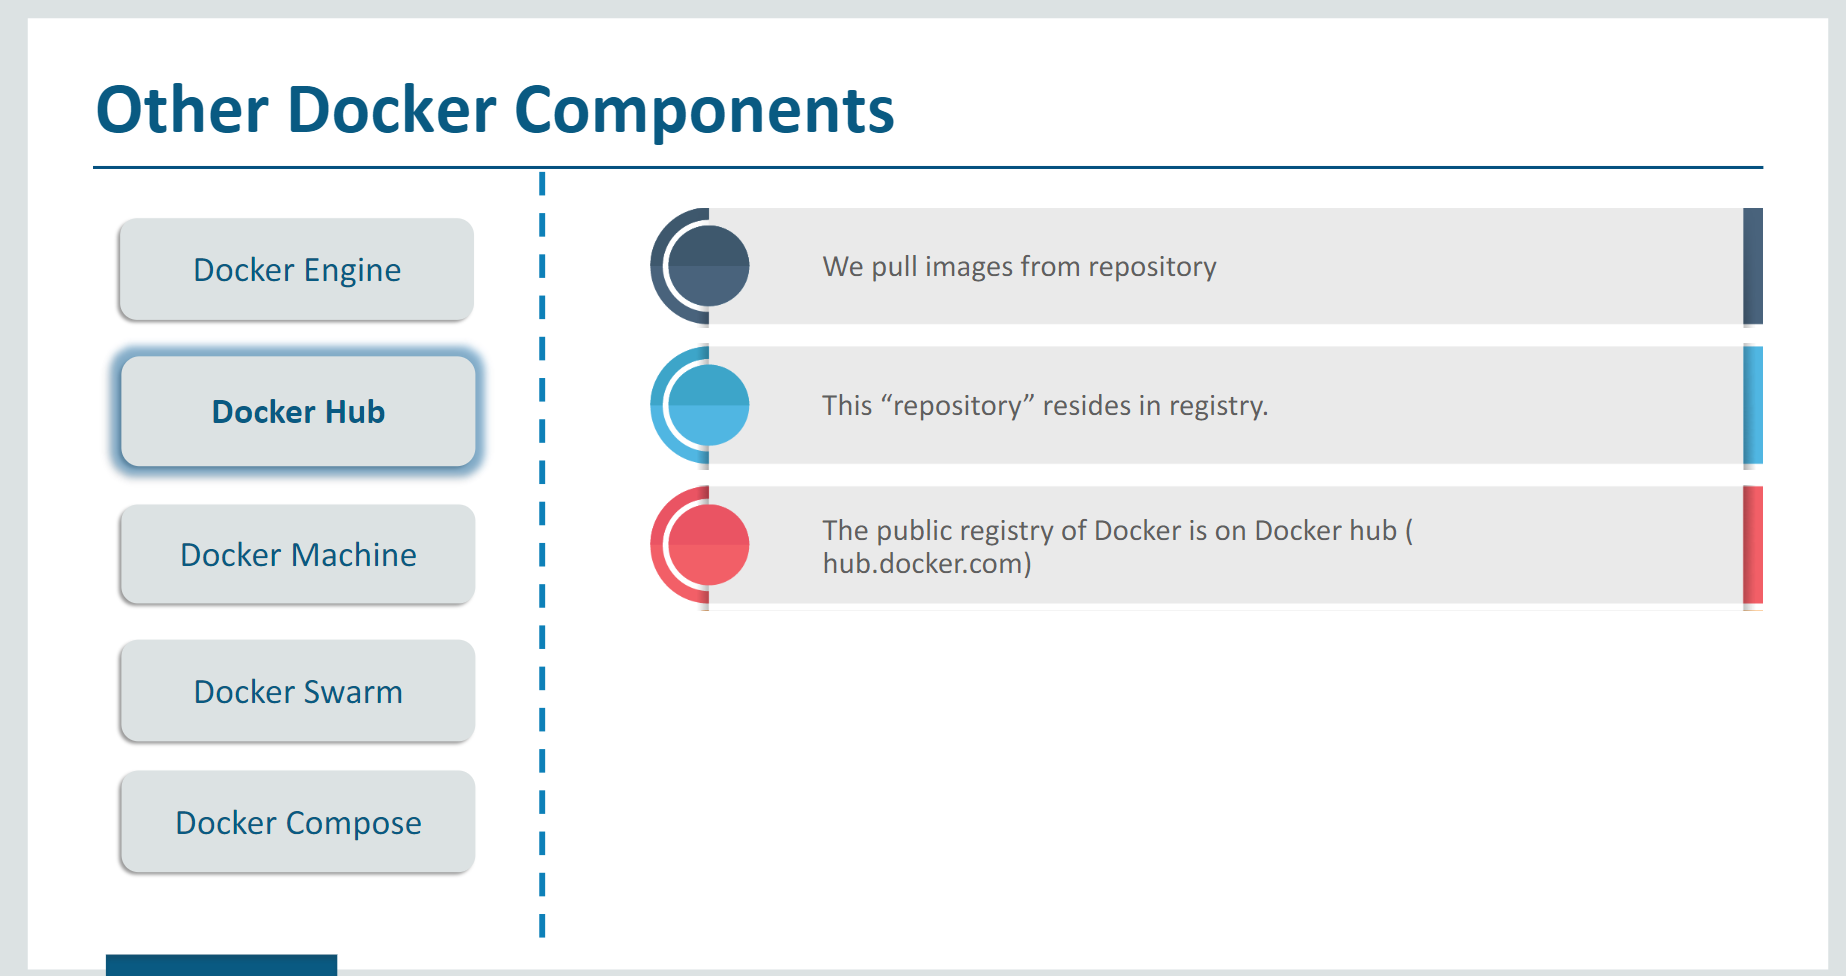 Other Docker Components
Docker Engine
Docker Hub
Docker Machine
Docker Swarm
Docker Compose
We pull images from repository
This “repository” resides in registry.
The public registry of Docker is on Docker hub (
hub.docker.com)